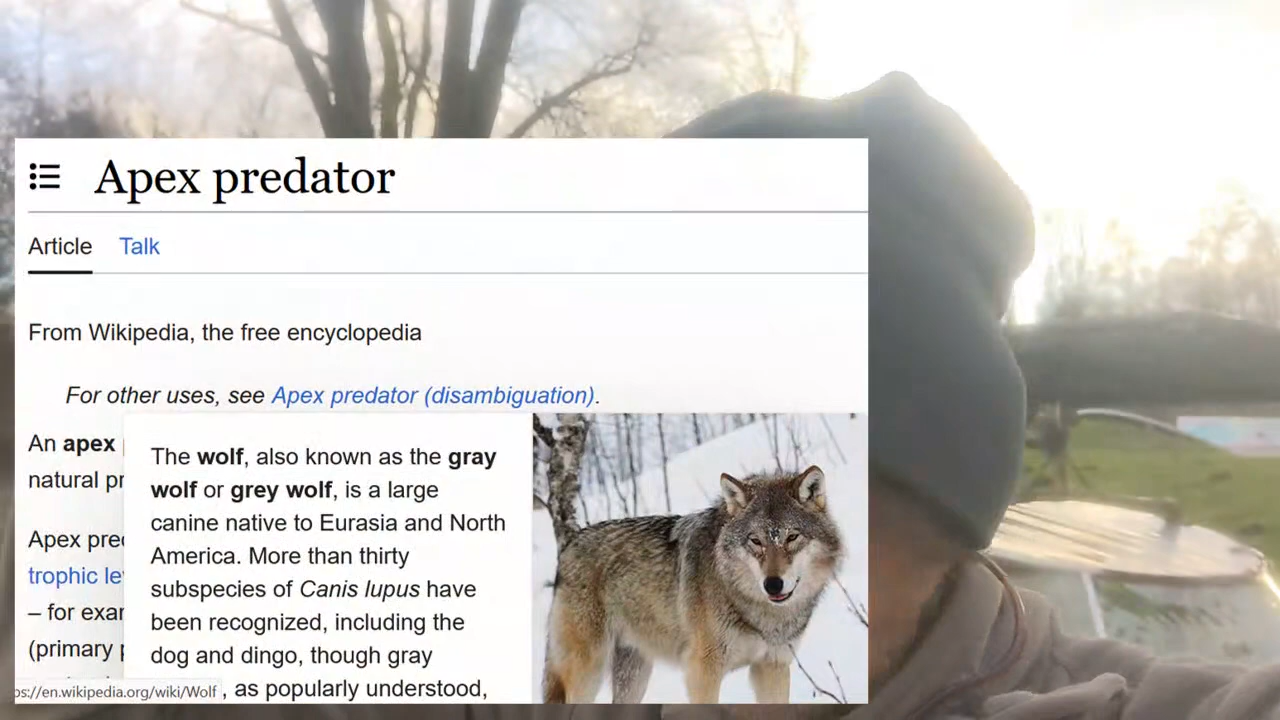 Apex predator
Article Talk
From Wikipedia, the free encyclopedia
For other uses, see Apex predator (disambiguation).
An apex
natural pr
Apex pred
trophic le
– for exar
(primary p
The wolf, also known as the gray
wolf or grey wolf, is a large
canine native to Eurasia and North
America. More than thirty
subspecies of Canis lupus have
been recognized, including the
dog and dingo, though gray
, as popularly understood,
ps://en.wikipedia.org/wiki/Wolf